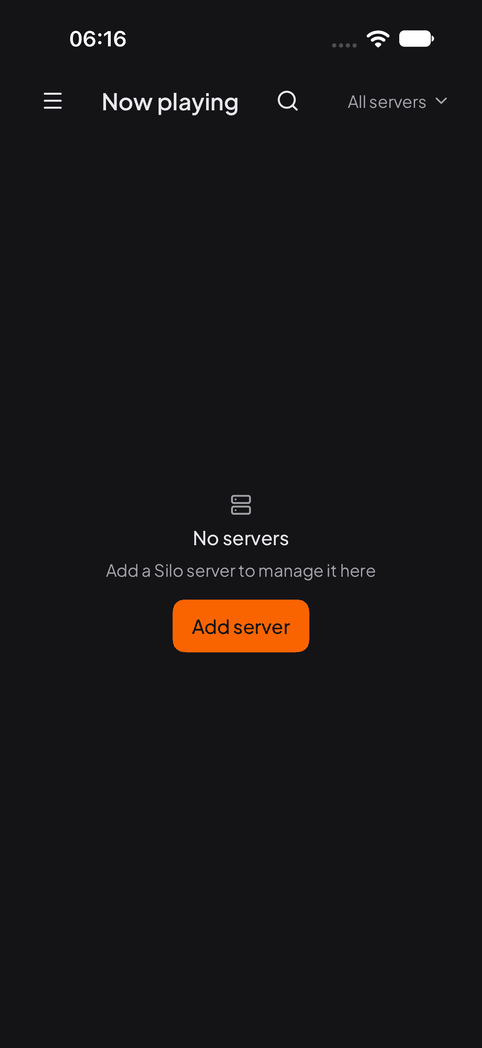 06:16
Now playing
All servers
No servers
Add a Silo server to manage it here
Add server